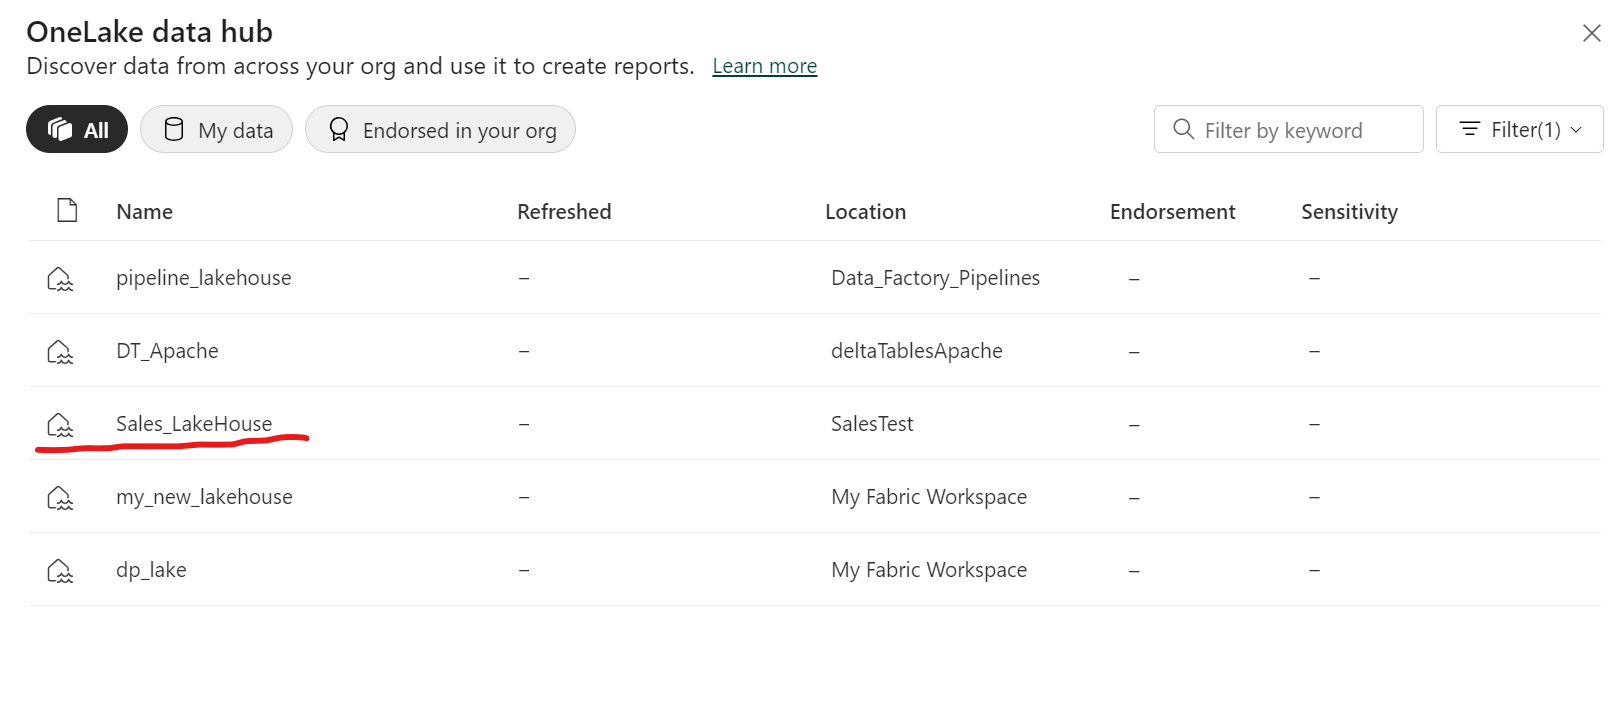 OneLake data hub
Discover data from across your org and use it to create reports. Learn more
All My data Endorsed in your org Filter by keyword Filter(1)
Name Refreshed Location Endorsement Sensitivity
pipeline_lakehouse – Data_Factory_Pipelines – –
DT_Apache – deltaTablesApache – –
Sales_LakeHouse – SalesTest – –
my_new_lakehouse – My Fabric Workspace – –
dp_lake – My Fabric Workspace – –